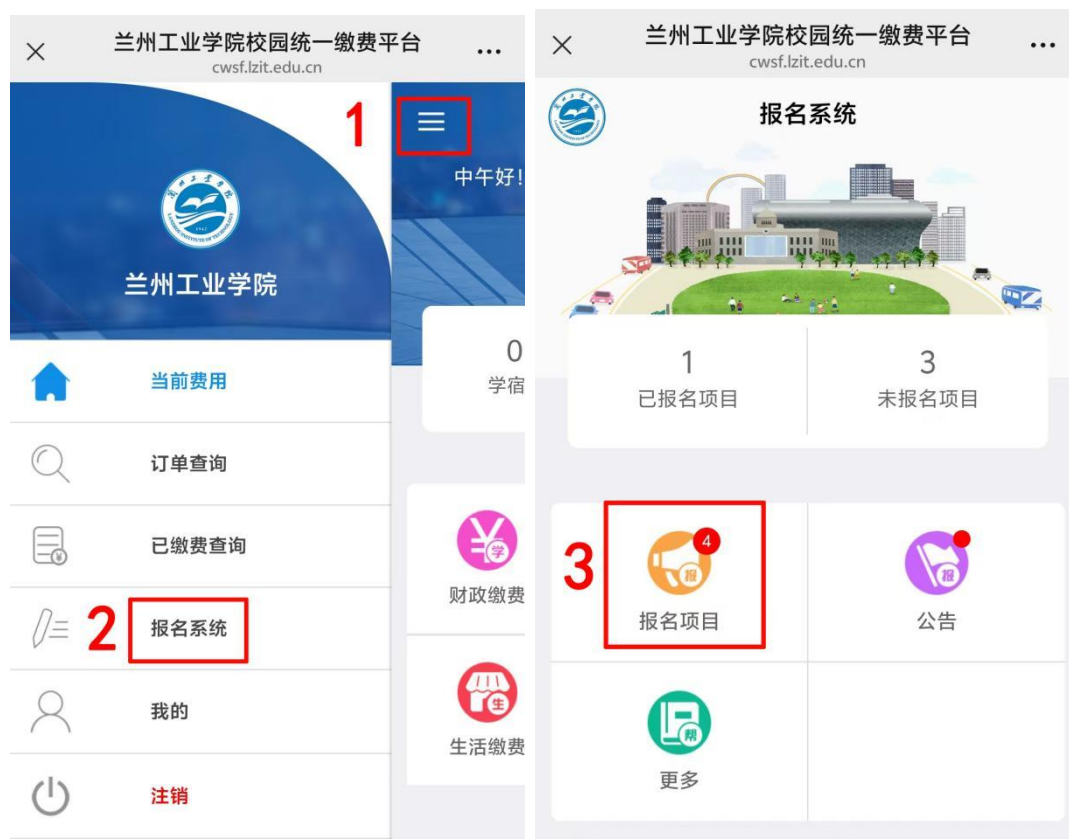 兰州工业学院校园统一缴费平台
cwsf.lzit.edu.cn
1
中午好!
兰州工业学院
0
学宿
当前费用
订单查询
已缴费查询
财政缴费
2
报名系统
我的
生活缴费
注销
兰州工业学院校园统一缴费平台
cwsf.lzit.edu.cn
报名系统
1
已报名项目
3
未报名项目
3
4
报
报名项目
报
公告
帮
更多
学
生